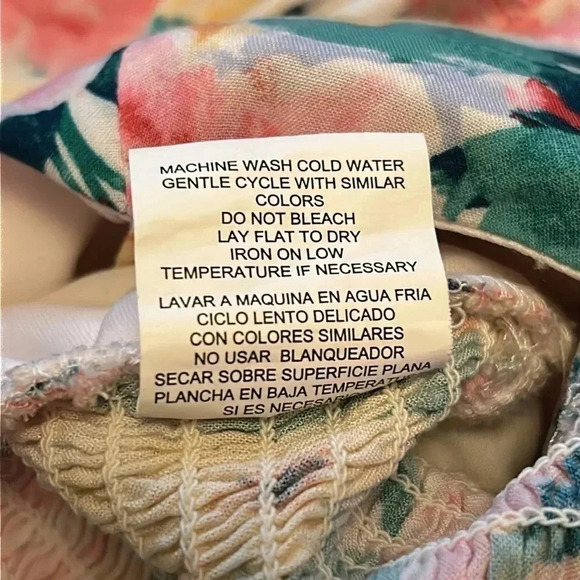 MACHINE WASH COLD WATER
GENTLE CYCLE WITH SIMILAR
COLORS
DO NOT BLEACH
LAY FLAT TO DRY
IRON ON LOW
TEMPERATURE IF NECESSARY
LAVAR A MAQUINA EN AGUA FRIA
CICLO LENTO DELICADO
CON COLORES SIMILARES
NO USAR BLANQUEADOR
SECAR SOBRE SUPERFICIE PLANA
PLANCHA EN BAJA TEMPERATU
SI ES NECESAR